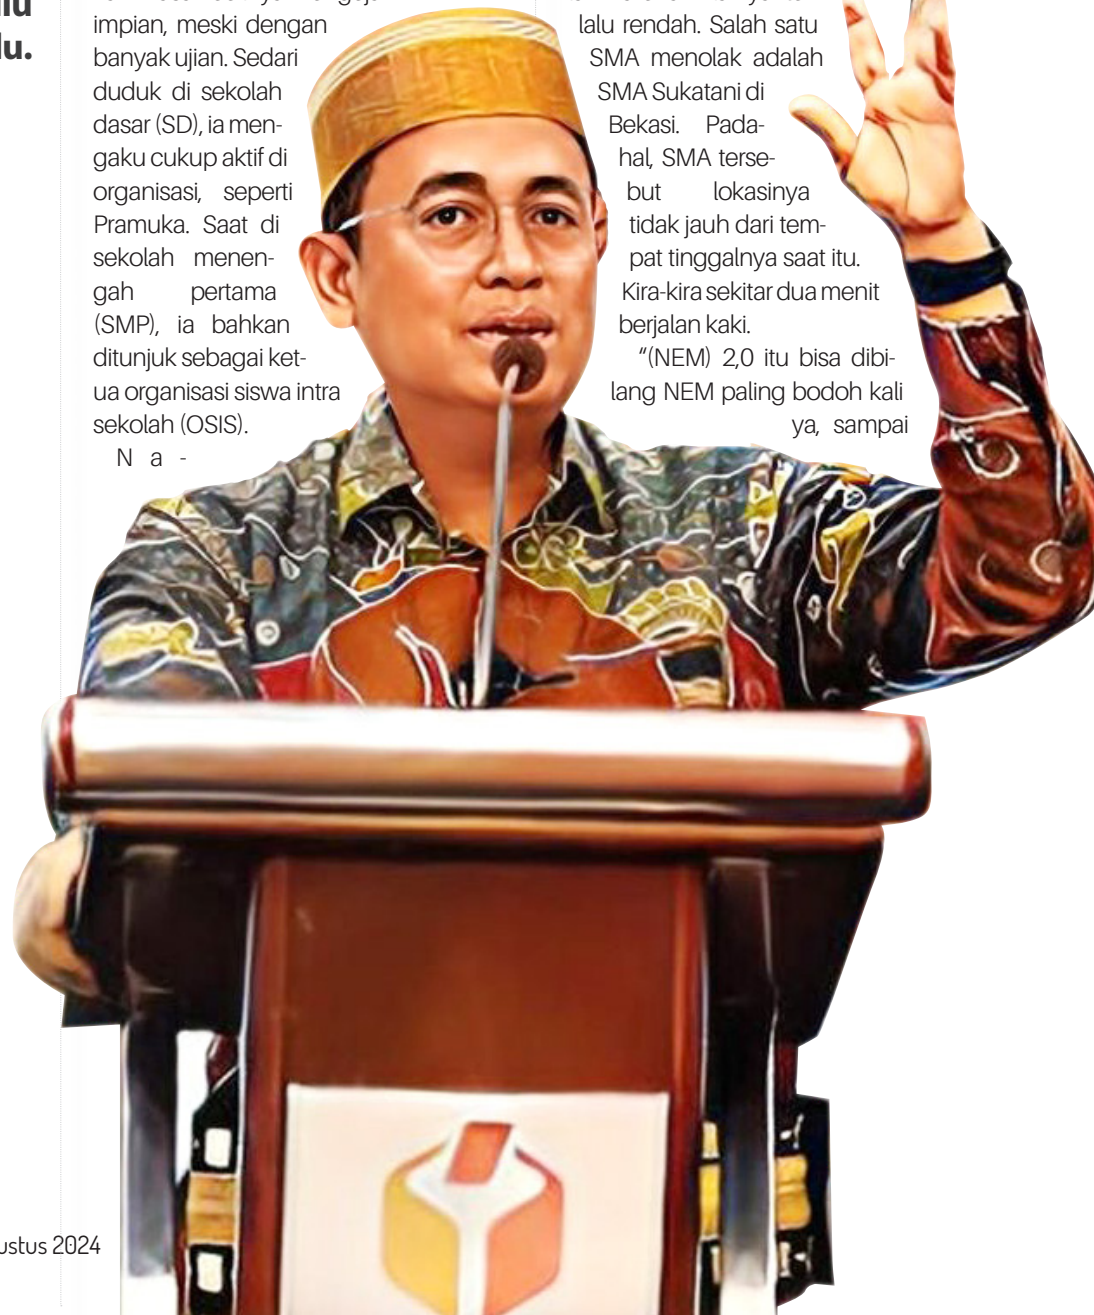 lu.
impian, meski dengan
banyak ujian. Sedari
duduk di sekolah
dasar (SD), ia men-
gaku cukup aktif di
organisasi, seperti
Pramuka. Saat di
sekolah menen-
gah pertama
(SMP), ia bahkan
ditunjuk sebagai ket-
ua organisasi siswa intra
sekolah (OSIS).
N a -
lalu rendah. Salah satu
SMA menolak adalah
SMA Sukatani di
Bekasi. Pada-
hal, SMA terse-
but lokasinya
tidak jauh dari tem-
pat tinggalnya saat itu.
Kira-kira sekitar dua menit
berjalan kaki.
“(NEM) 2,0 itu bisa dibi-
lang NEM paling bodoh kali
ya, sampai
ustus 2024